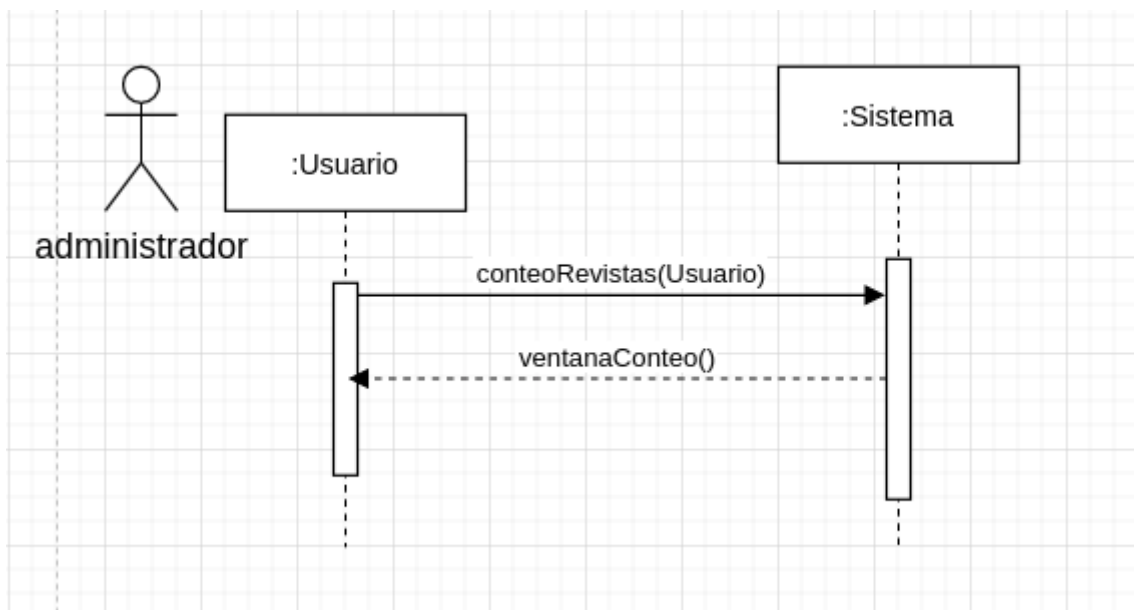 :Sistema
:Usuario
administrador
conteoRevistas(Usuario)
ventanaConteo()